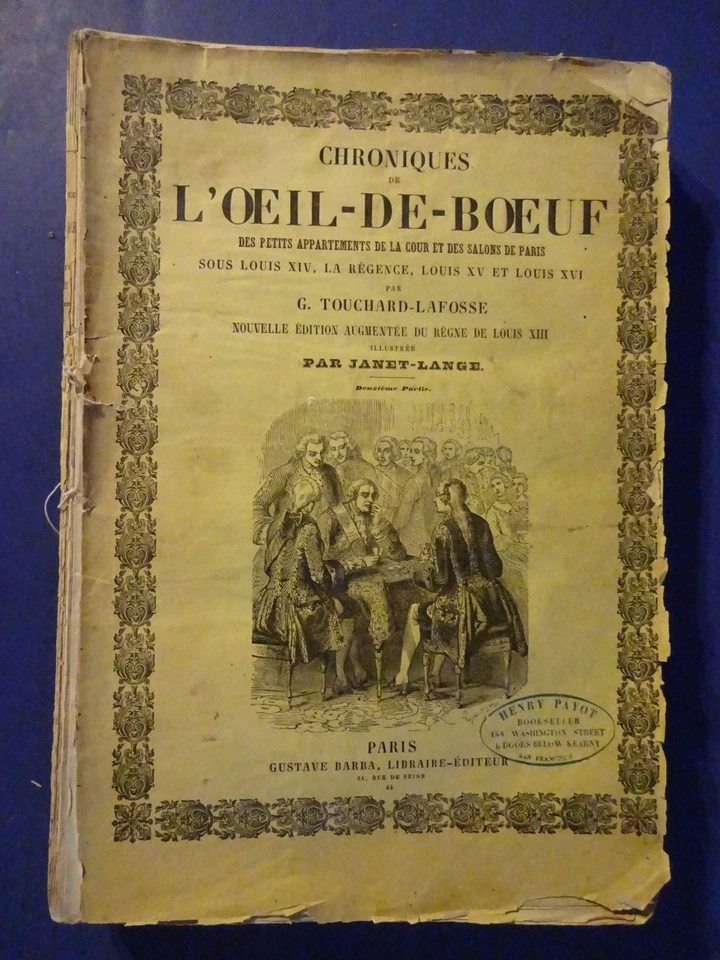 CHRONIQUES
DE
L'ŒIL-DE-BŒUF
DES PETITS APPARTEMENTS DE LA COUR ET DES SALONS DE PARIS
SOUS LOUIS XIV, LA RÉGENCE, LOUIS XV ET LOUIS XVI
PAR
G. TOUCHARD-LAFOSSE
NOUVELLE ÉDITION AUGMENTÉE DU RÈGNE DE LOUIS XIII
ILLUSTRÉE
PAR JANET-LANGE.
Deuxième Partie.
HENRY PAYOT
BOOKSELLER
WASHINGTON STREET
6 DOORS BELOW KEARNY
SAN FRANCISCO
PARIS
GUSTAVE BARBA, LIBRAIRE-ÉDITEUR
RUE DE SEINE